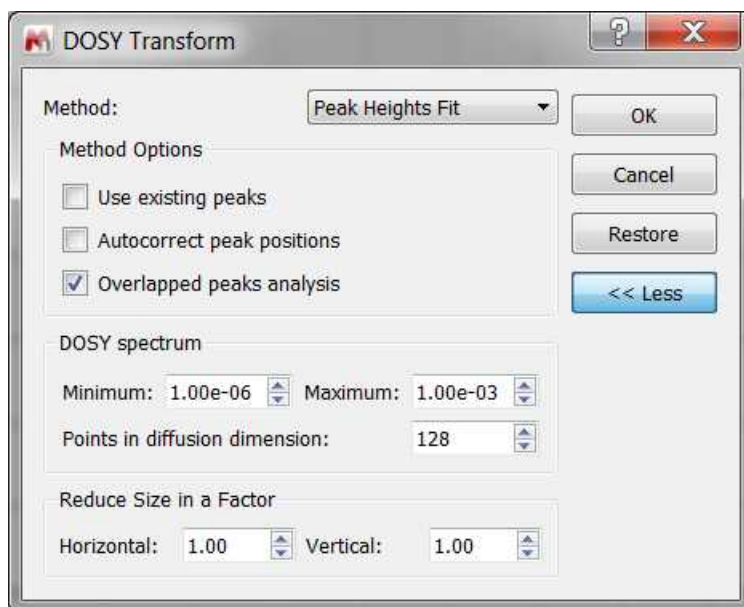 DOSY Transform
Method: Peak Heights Fit
OK
Method Options
Cancel
Use existing peaks
Autocorrect peak positions
Restore
Overlapped peaks analysis
<< Less
DOSY spectrum
Minimum: 1.00e-06 Maximum: 1.00e-03
Points in diffusion dimension: 128
Reduce Size in a Factor
Horizontal: 1.00 Vertical: 1.00